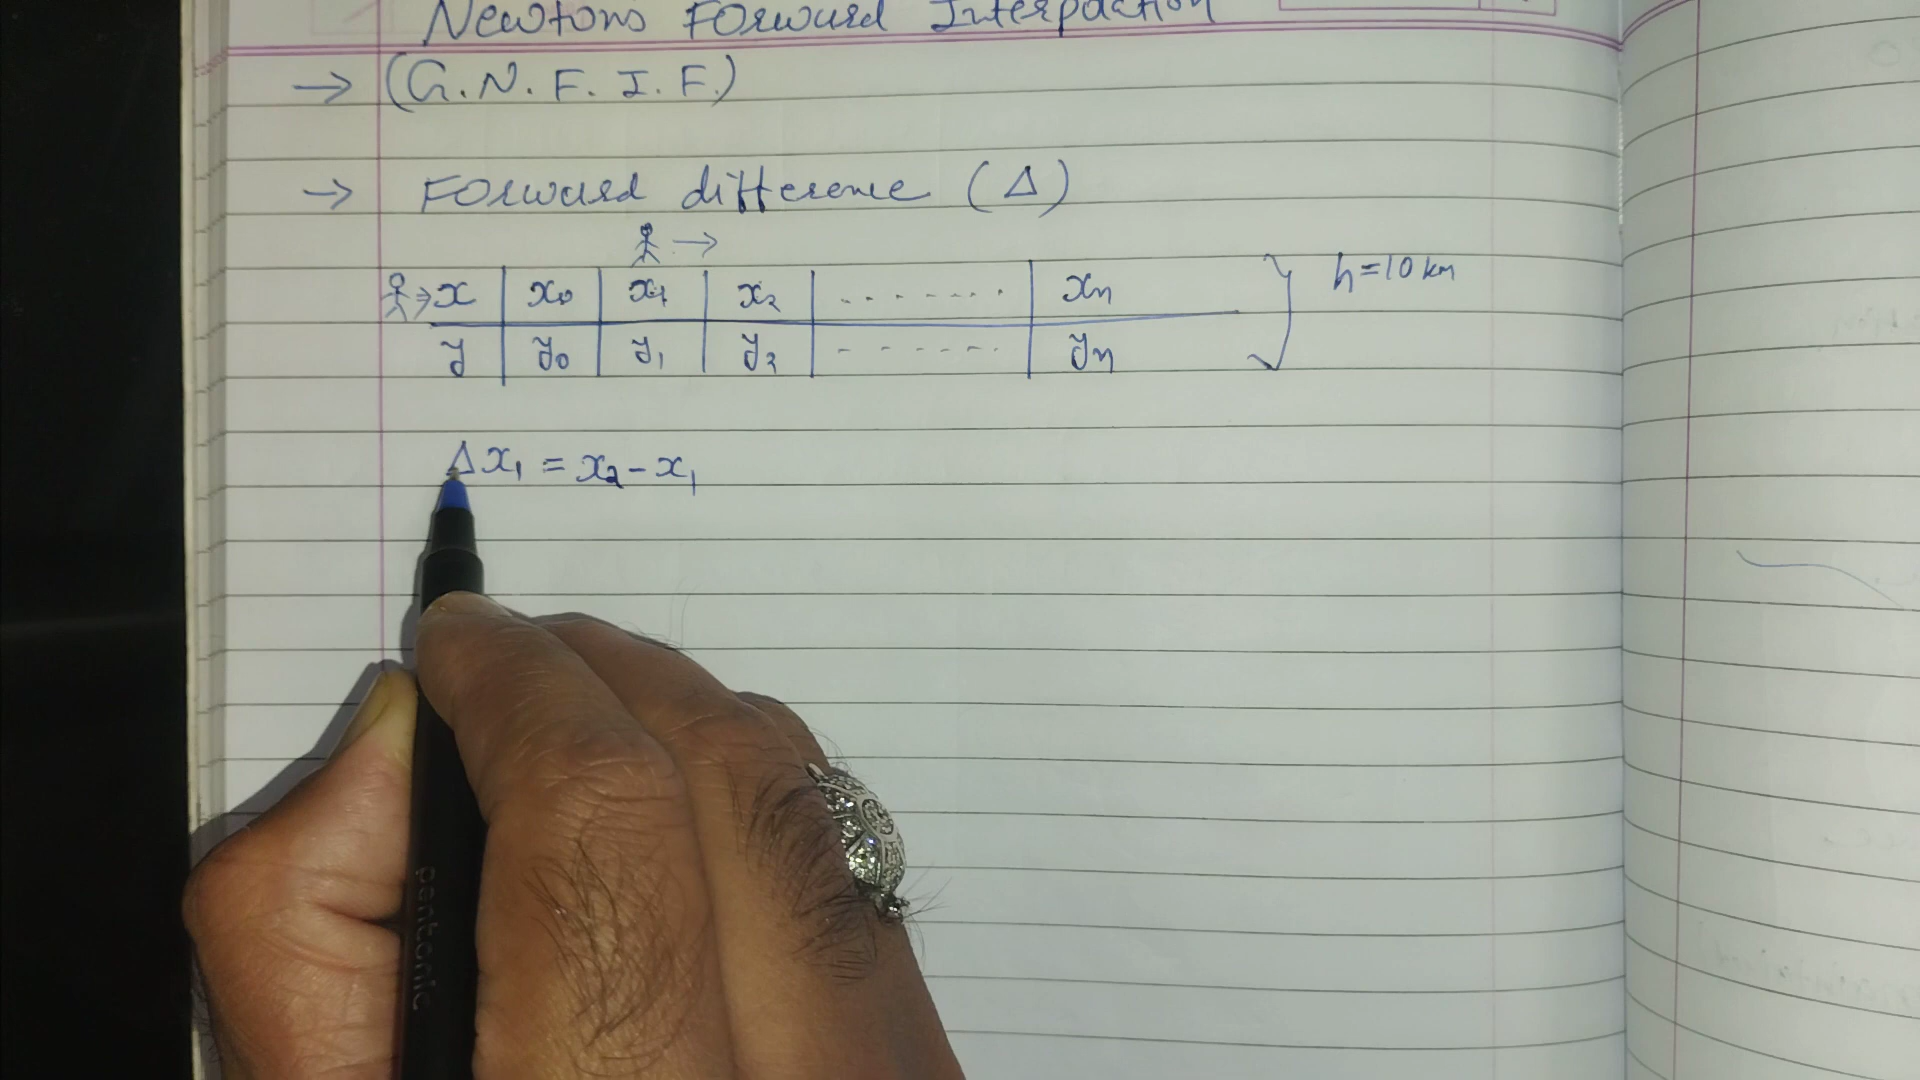 Newtons Forward Interpolation
→ (G.N.F.I.F.)
→ Forward difference (Δ)
→
x x₀ x₁ x₂ . . . . . . . xₙ h=10 km
y y₀ y₁ y₂ - - - - - - yₙ
Δx₁ = x₂ - x₁
pentonic